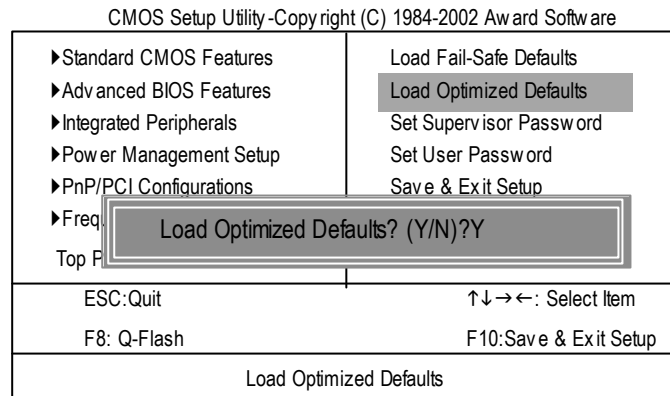 CMOS Setup Utility-Copyright (C) 1984-2002 Award Software
▶Standard CMOS Features
▶Advanced BIOS Features
▶Integrated Peripherals
▶Power Management Setup
▶PnP/PCI Configurations
▶Freq
Top P
Load Fail-Safe Defaults
Load Optimized Defaults
Set Supervisor Password
Set User Password
Save & Exit Setup
Load Optimized Defaults? (Y/N)?Y
ESC:Quit
↑↓→←: Select Item
F8: Q-Flash
F10:Save & Exit Setup
Load Optimized Defaults